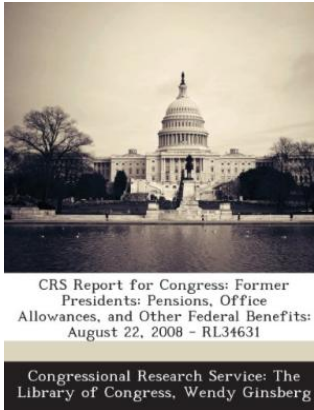 CRS Report for Congress: Former
Presidents: Pensions, Office
Allowances, and Other Federal Benefits:
August 22, 2008 - RL34631
Congressional Research Service: The
Library of Congress, Wendy Ginsberg